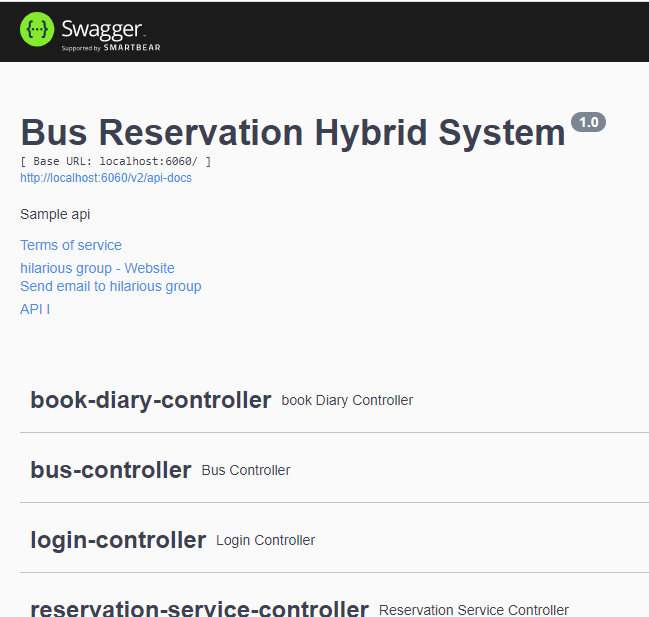 {···} Swagger™
Supported by SMARTBEAR
Bus Reservation Hybrid System 1.0
[ Base URL: localhost:6060/ ]
http://localhost:6060/v2/api-docs
Sample api
Terms of service
hilarious group - Website
Send email to hilarious group
API l
book-diary-controller book Diary Controller
bus-controller Bus Controller
login-controller Login Controller
reservation-service-controller Reservation Service Controller